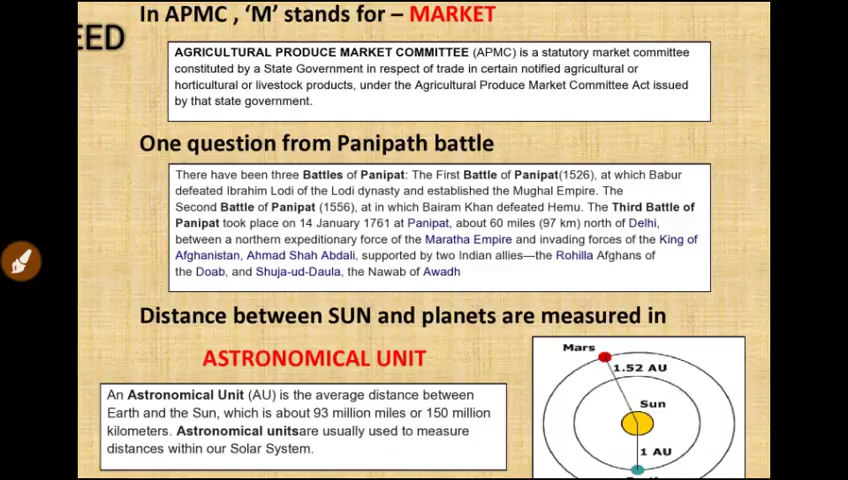 In APMC , ‘M’ stands for – MARKET
EED
AGRICULTURAL PRODUCE MARKET COMMITTEE (APMC) is a statutory market committee
constituted by a State Government in respect of trade in certain notified agricultural or
horticultural or livestock products, under the Agricultural Produce Market Committee Act issued
by that state government.
One question from Panipath battle
There have been three Battles of Panipat: The First Battle of Panipat(1526), at which Babur
defeated Ibrahim Lodi of the Lodi dynasty and established the Mughal Empire. The
Second Battle of Panipat (1556), at in which Bairam Khan defeated Hemu. The Third Battle of
Panipat took place on 14 January 1761 at Panipat, about 60 miles (97 km) north of Delhi,
between a northern expeditionary force of the Maratha Empire and invading forces of the King of
Afghanistan, Ahmad Shah Abdali, supported by two Indian allies—the Rohilla Afghans of
the Doab, and Shuja-ud-Daula, the Nawab of Awadh
Distance between SUN and planets are measured in
ASTRONOMICAL UNIT
An Astronomical Unit (AU) is the average distance between
Earth and the Sun, which is about 93 million miles or 150 million
kilometers. Astronomical unitsare usually used to measure
distances within our Solar System.
Mars
1.52 AU
Sun
1 AU